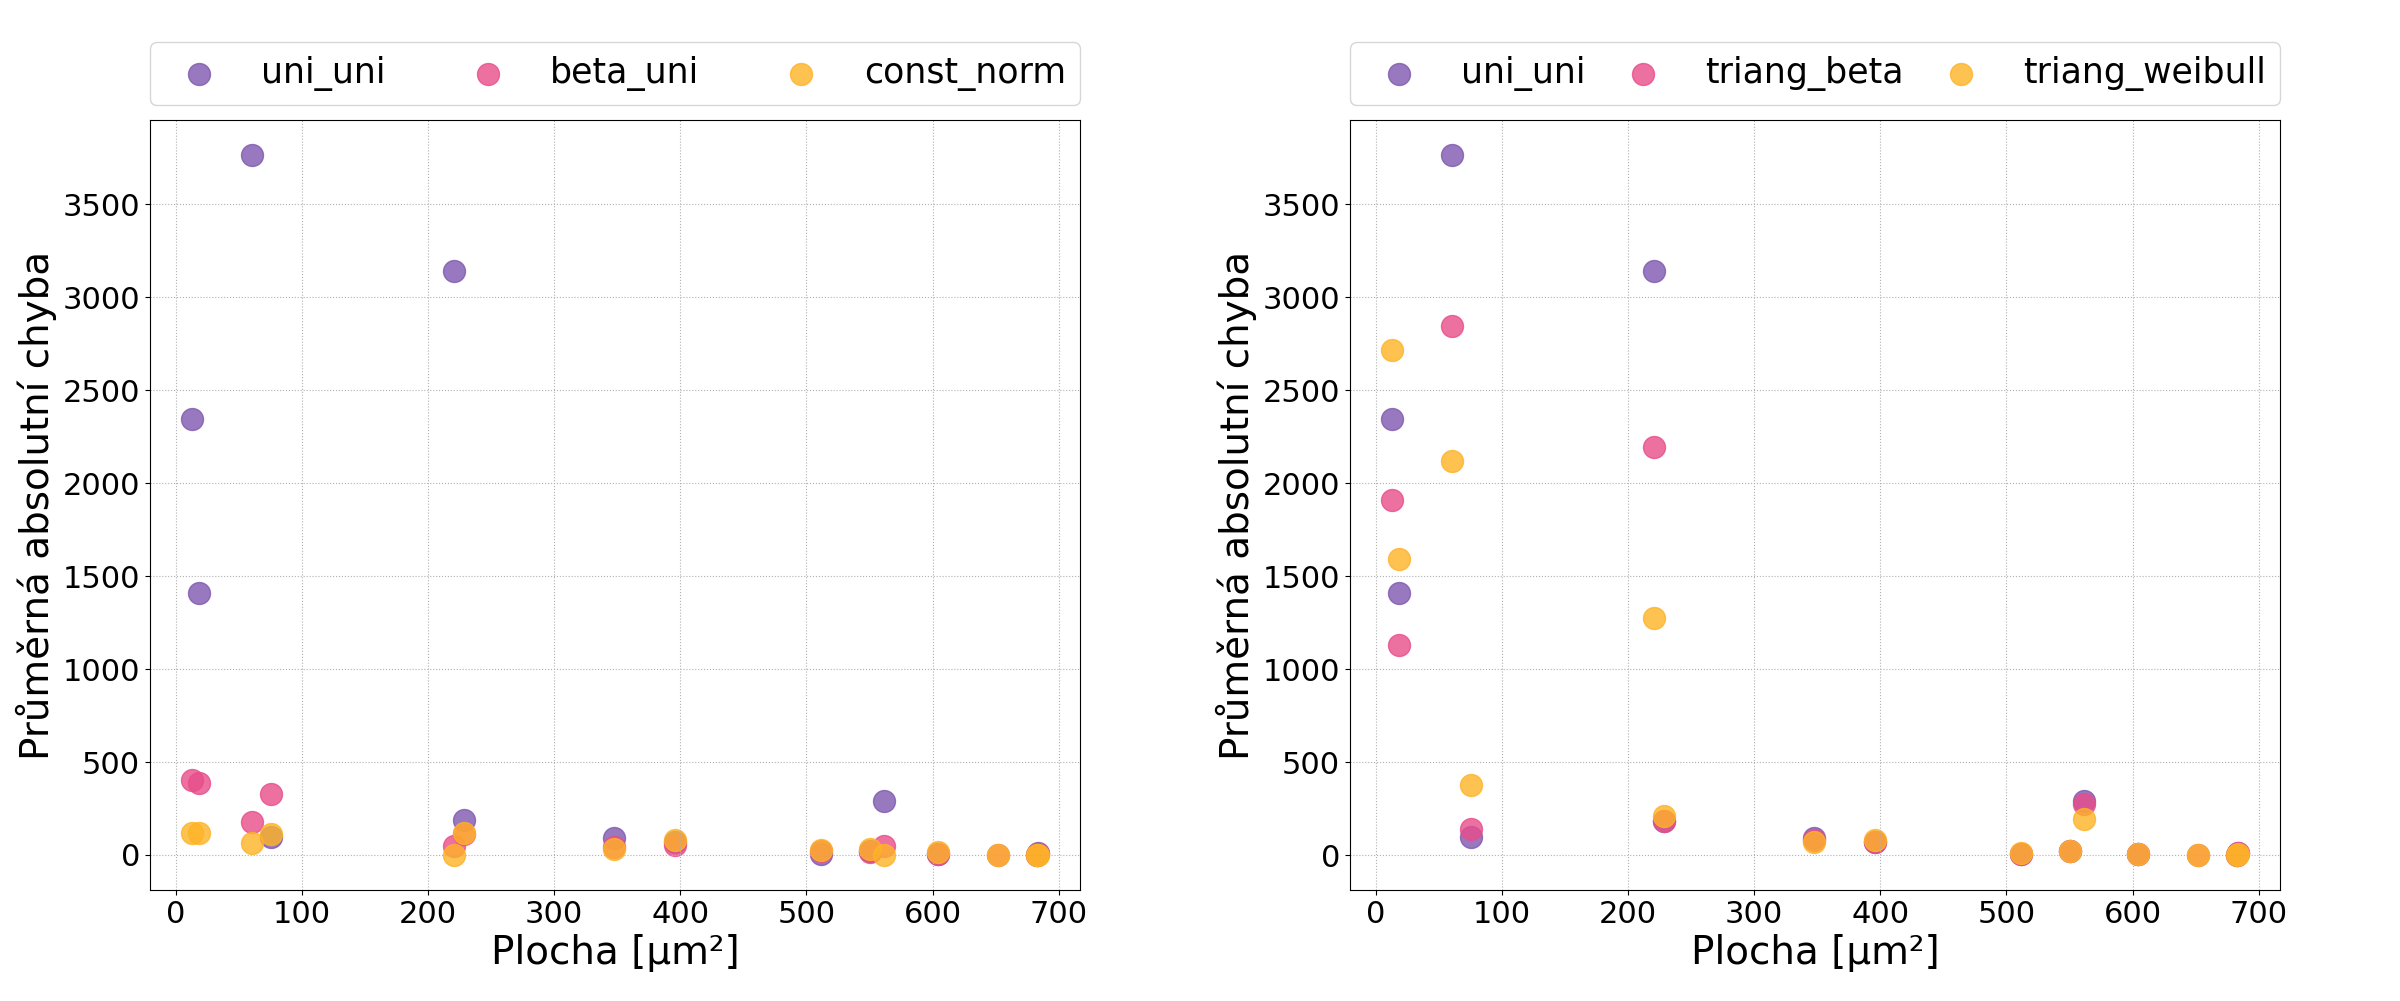 uni_uni beta_uni const_norm
Průměrná absolutní chyba
3500
3000
2500
2000
1500
1000
500
0
0 100 200 300 400 500 600 700
Plocha [µm²]
uni_uni triang_beta triang_weibull
Průměrná absolutní chyba
3500
3000
2500
2000
1500
1000
500
0
0 100 200 300 400 500 600 700
Plocha [µm²]